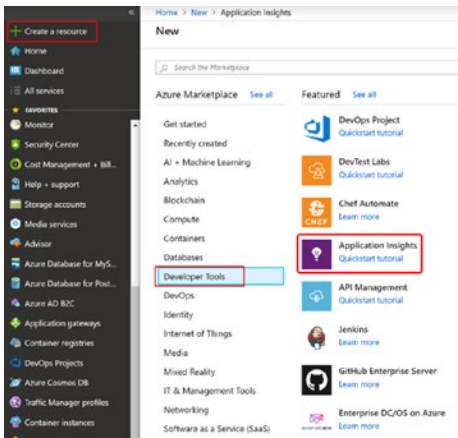 Home > New > Application Insights
Create a resource
Home
Dashboard
All services
FAVORITES
Monitor
Security Center
Cost Management + Bill...
Help + support
Storage accounts
Media services
Advisor
Azure Database for MyS...
Azure Database for Post...
Azure AD B2C
Application gateways
Container registries
DevOps Projects
Azure Cosmos DB
Traffic Manager profiles
Container instances
New
Search the Marketplace
Azure Marketplace See all
Get started
Recently created
AI + Machine Learning
Analytics
Blockchain
Compute
Containers
Databases
Developer Tools
DevOps
Identity
Internet of Things
Media
Mixed Reality
IT & Management Tools
Networking
Software as a Service (SaaS)
Featured See all
DevOps Project
Quickstart tutorial
DevTest Labs
Quickstart tutorial
CHEF
Chef Automate
Learn more
Application Insights
Quickstart tutorial
API Management
Quickstart tutorial
Jenkins
Learn more
GitHub Enterprise Server
Learn more
Enterprise DC/OS on Azure
Learn more